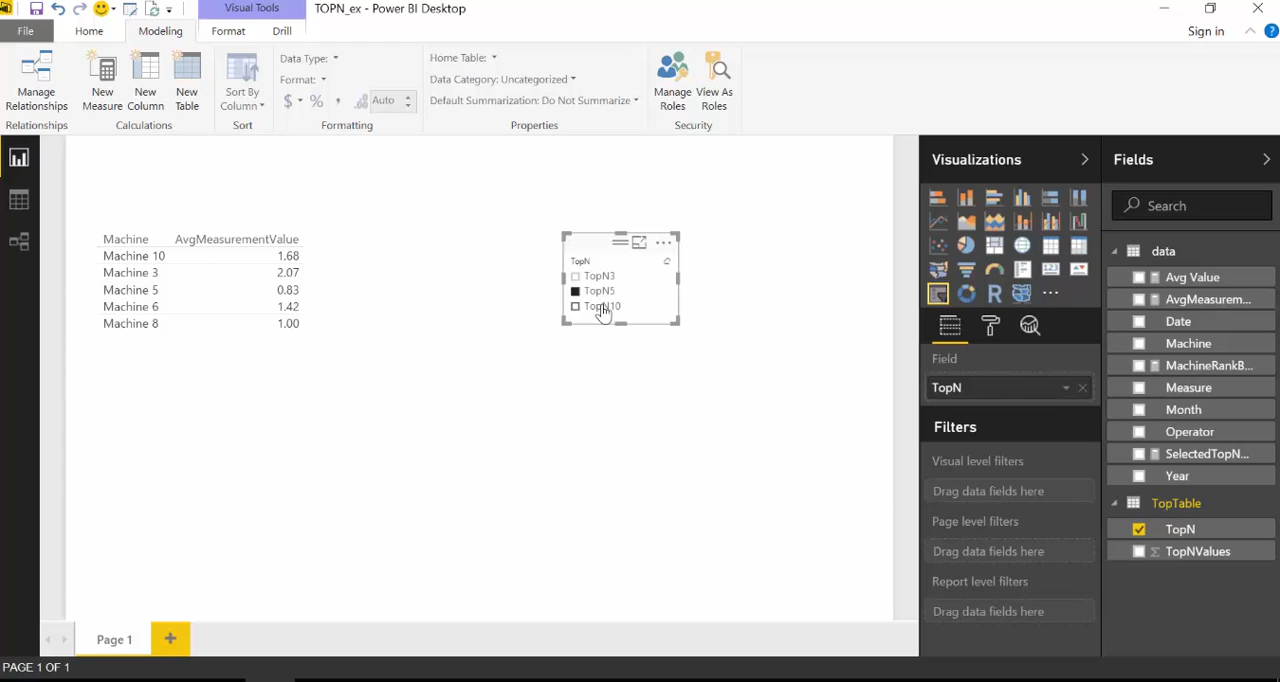 Visual Tools
TOPN_ex - Power BI Desktop
File
Home
Modeling
Format
Drill
Sign in
Manage Relationships
New Measure
New Column
New Table
Sort By Column
Data Type:
Format:
$ % , Auto
Home Table:
Data Category: Uncategorized
Default Summarization: Do Not Summarize
Manage Roles
View As Roles
Relationships
Calculations
Sort
Formatting
Properties
Security
Machine AvgMeasurementValue
Machine 10 1.68
Machine 3 2.07
Machine 5 0.83
Machine 6 1.42
Machine 8 1.00
TopN
TopN3
TopN5
TopN10
Visualizations
Field
TopN
Filters
Visual level filters
Drag data fields here
Page level filters
Drag data fields here
Report level filters
Drag data fields here
Fields
Search
data
Avg Value
AvgMeasurem...
Date
Machine
MachineRankB...
Measure
Month
Operator
SelectedTopN...
Year
TopTable
TopN
TopNValues
Page 1
PAGE 1 OF 1